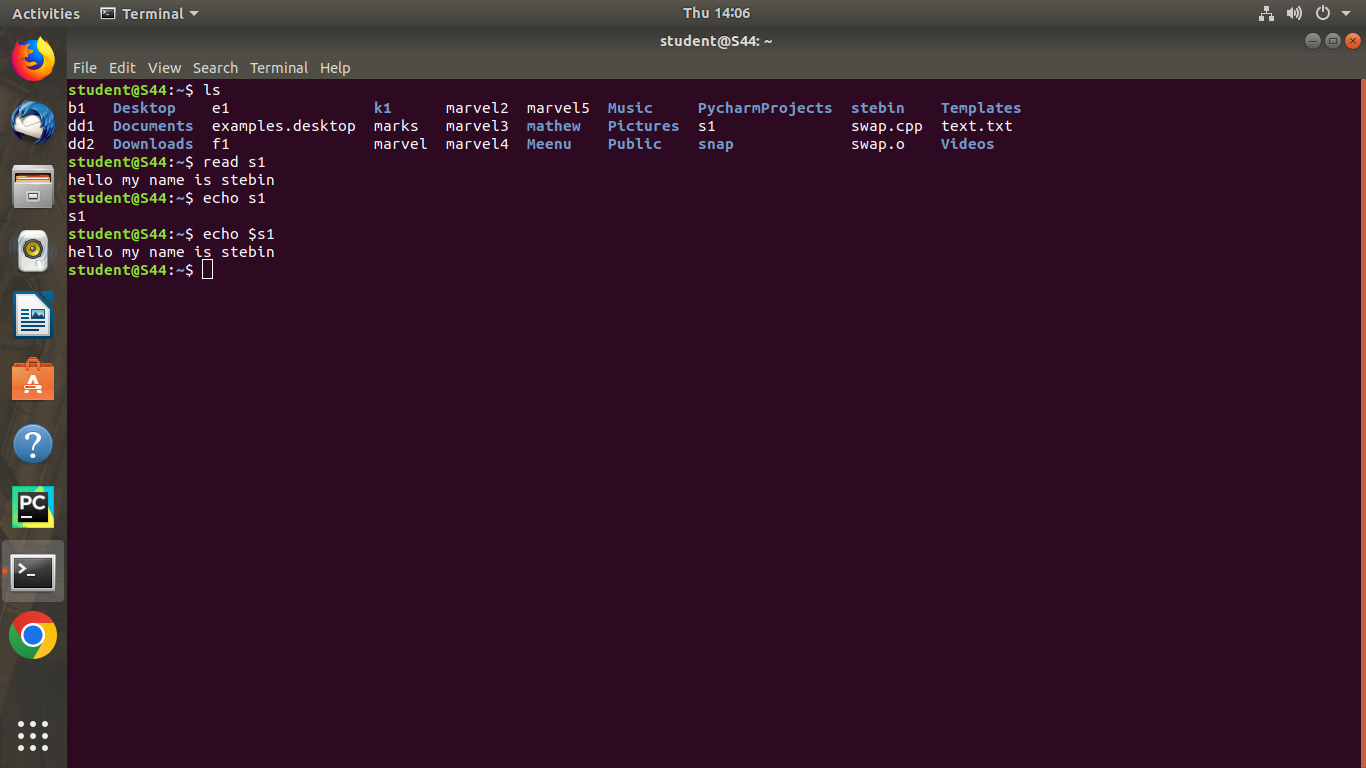 Activities Terminal Thu 14:06
student@S44: ~
File Edit View Search Terminal Help
student@S44:~$ ls
b1 Desktop e1 k1 marvel2 marvel5 Music PycharmProjects stebin Templates
dd1 Documents examples.desktop marks marvel3 mathew Pictures s1 swap.cpp text.txt
dd2 Downloads f1 marvel marvel4 Meenu Public snap swap.o Videos
student@S44:~$ read s1
hello my name is stebin
student@S44:~$ echo s1
s1
student@S44:~$ echo $s1
hello my name is stebin
student@S44:~$
?
PC
>_